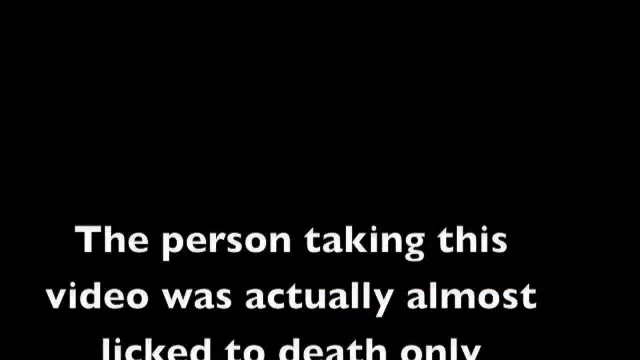 The person taking this
video was actually almost
licked to death only